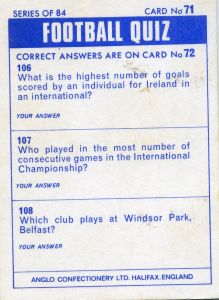 SERIES OF 84 CARD No 71
FOOTBALL QUIZ
CORRECT ANSWERS ARE ON CARD No 72
106
What is the highest number of goals
scored by an individual for Ireland in
an international?
YOUR ANSWER
107
Who played in the most number of
consecutive games in the International
Championship?
YOUR ANSWER
108
Which club plays at Windsor Park,
Belfast?
YOUR ANSWER
ANGLO CONFECTIONERY LTD. HALIFAX. ENGLAND